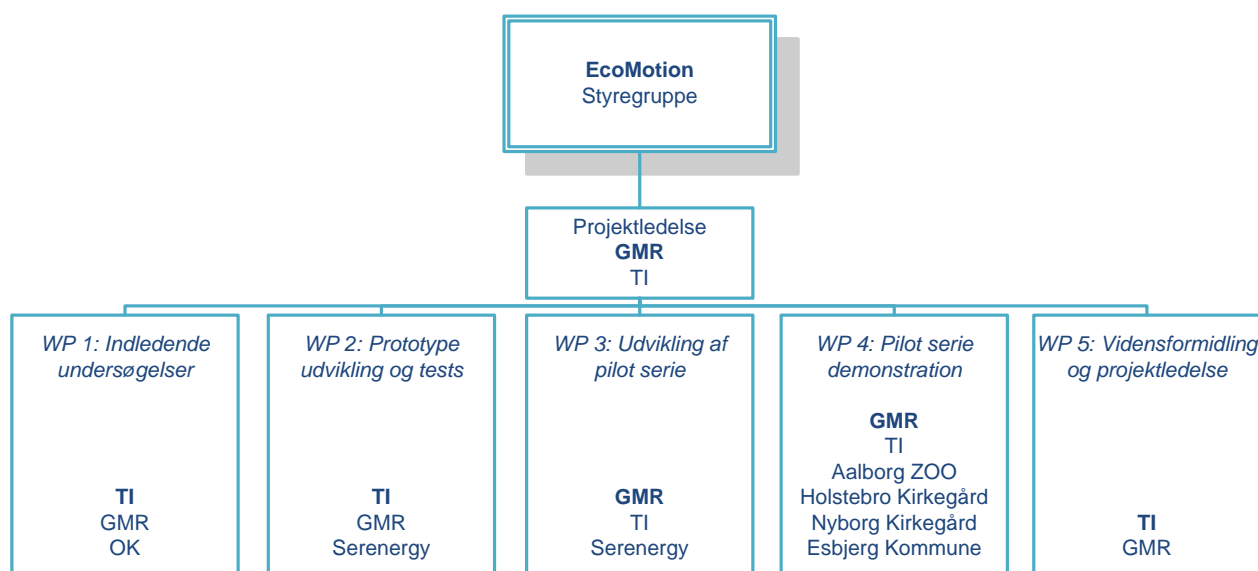 EcoMotion
Styregruppe
Projektledelse
GMR
TI
WP 1: Indledende
undersøgelser
TI
GMR
OK
WP 2: Prototype
udvikling og tests
TI
GMR
Serenergy
WP 3: Udvikling af
pilot serie
GMR
TI
Serenergy
WP 4: Pilot serie
demonstration
GMR
TI
Aalborg ZOO
Holstebro Kirkegård
Nyborg Kirkegård
Esbjerg Kommune
WP 5: Vidensformidling
og projektledelse
TI
GMR